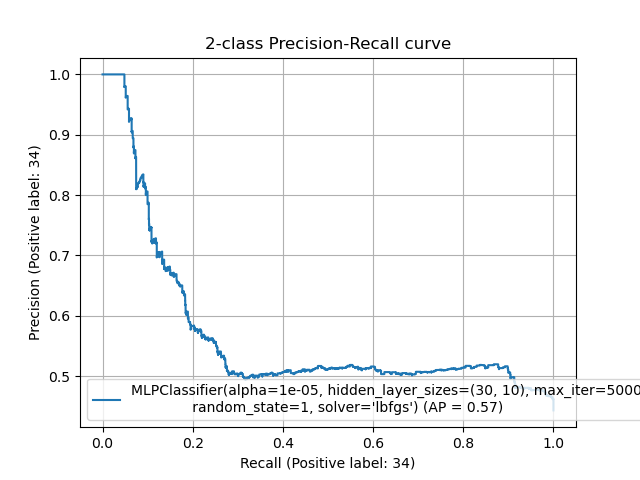 2-class Precision-Recall curve
1.0
0.9
0.8
0.7
0.6
0.5
Precision (Positive label: 34)
MLPClassifier(alpha=1e-05, hidden_layer_sizes=(30, 10), max_iter=5000
random_state=1, solver='lbfgs') (AP = 0.57)
0.0 0.2 0.4 0.6 0.8 1.0
Recall (Positive label: 34)